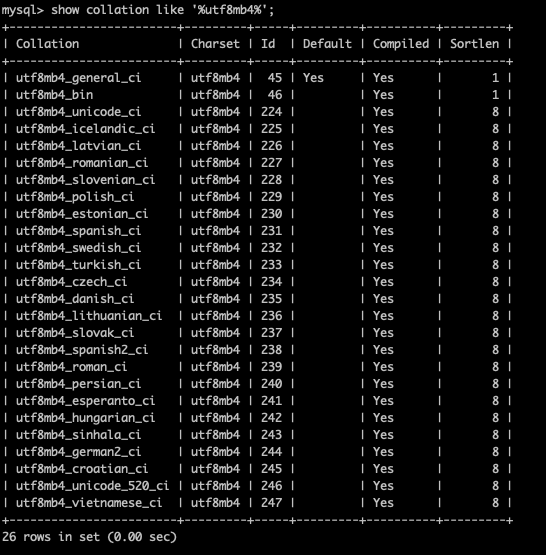 mysql> show collation like '%utf8mb4%';
+------------------------+---------+-----+---------+----------+---------+
| Collation              | Charset | Id  | Default | Compiled | Sortlen |
+------------------------+---------+-----+---------+----------+---------+
| utf8mb4_general_ci     | utf8mb4 |  45 | Yes     | Yes      |       1 |
| utf8mb4_bin            | utf8mb4 |  46 |         | Yes      |       1 |
| utf8mb4_unicode_ci     | utf8mb4 | 224 |         | Yes      |       8 |
| utf8mb4_icelandic_ci   | utf8mb4 | 225 |         | Yes      |       8 |
| utf8mb4_latvian_ci     | utf8mb4 | 226 |         | Yes      |       8 |
| utf8mb4_romanian_ci    | utf8mb4 | 227 |         | Yes      |       8 |
| utf8mb4_slovenian_ci   | utf8mb4 | 228 |         | Yes      |       8 |
| utf8mb4_polish_ci      | utf8mb4 | 229 |         | Yes      |       8 |
| utf8mb4_estonian_ci    | utf8mb4 | 230 |         | Yes      |       8 |
| utf8mb4_spanish_ci     | utf8mb4 | 231 |         | Yes      |       8 |
| utf8mb4_swedish_ci     | utf8mb4 | 232 |         | Yes      |       8 |
| utf8mb4_turkish_ci     | utf8mb4 | 233 |         | Yes      |       8 |
| utf8mb4_czech_ci       | utf8mb4 | 234 |         | Yes      |       8 |
| utf8mb4_danish_ci      | utf8mb4 | 235 |         | Yes      |       8 |
| utf8mb4_lithuanian_ci  | utf8mb4 | 236 |         | Yes      |       8 |
| utf8mb4_slovak_ci      | utf8mb4 | 237 |         | Yes      |       8 |
| utf8mb4_spanish2_ci    | utf8mb4 | 238 |         | Yes      |       8 |
| utf8mb4_roman_ci       | utf8mb4 | 239 |         | Yes      |       8 |
| utf8mb4_persian_ci     | utf8mb4 | 240 |         | Yes      |       8 |
| utf8mb4_esperanto_ci   | utf8mb4 | 241 |         | Yes      |       8 |
| utf8mb4_hungarian_ci   | utf8mb4 | 242 |         | Yes      |       8 |
| utf8mb4_sinhala_ci     | utf8mb4 | 243 |         | Yes      |       8 |
| utf8mb4_german2_ci     | utf8mb4 | 244 |         | Yes      |       8 |
| utf8mb4_croatian_ci    | utf8mb4 | 245 |         | Yes      |       8 |
| utf8mb4_unicode_520_ci | utf8mb4 | 246 |         | Yes      |       8 |
| utf8mb4_vietnamese_ci  | utf8mb4 | 247 |         | Yes      |       8 |
+------------------------+---------+-----+---------+----------+---------+
26 rows in set (0.00 sec)